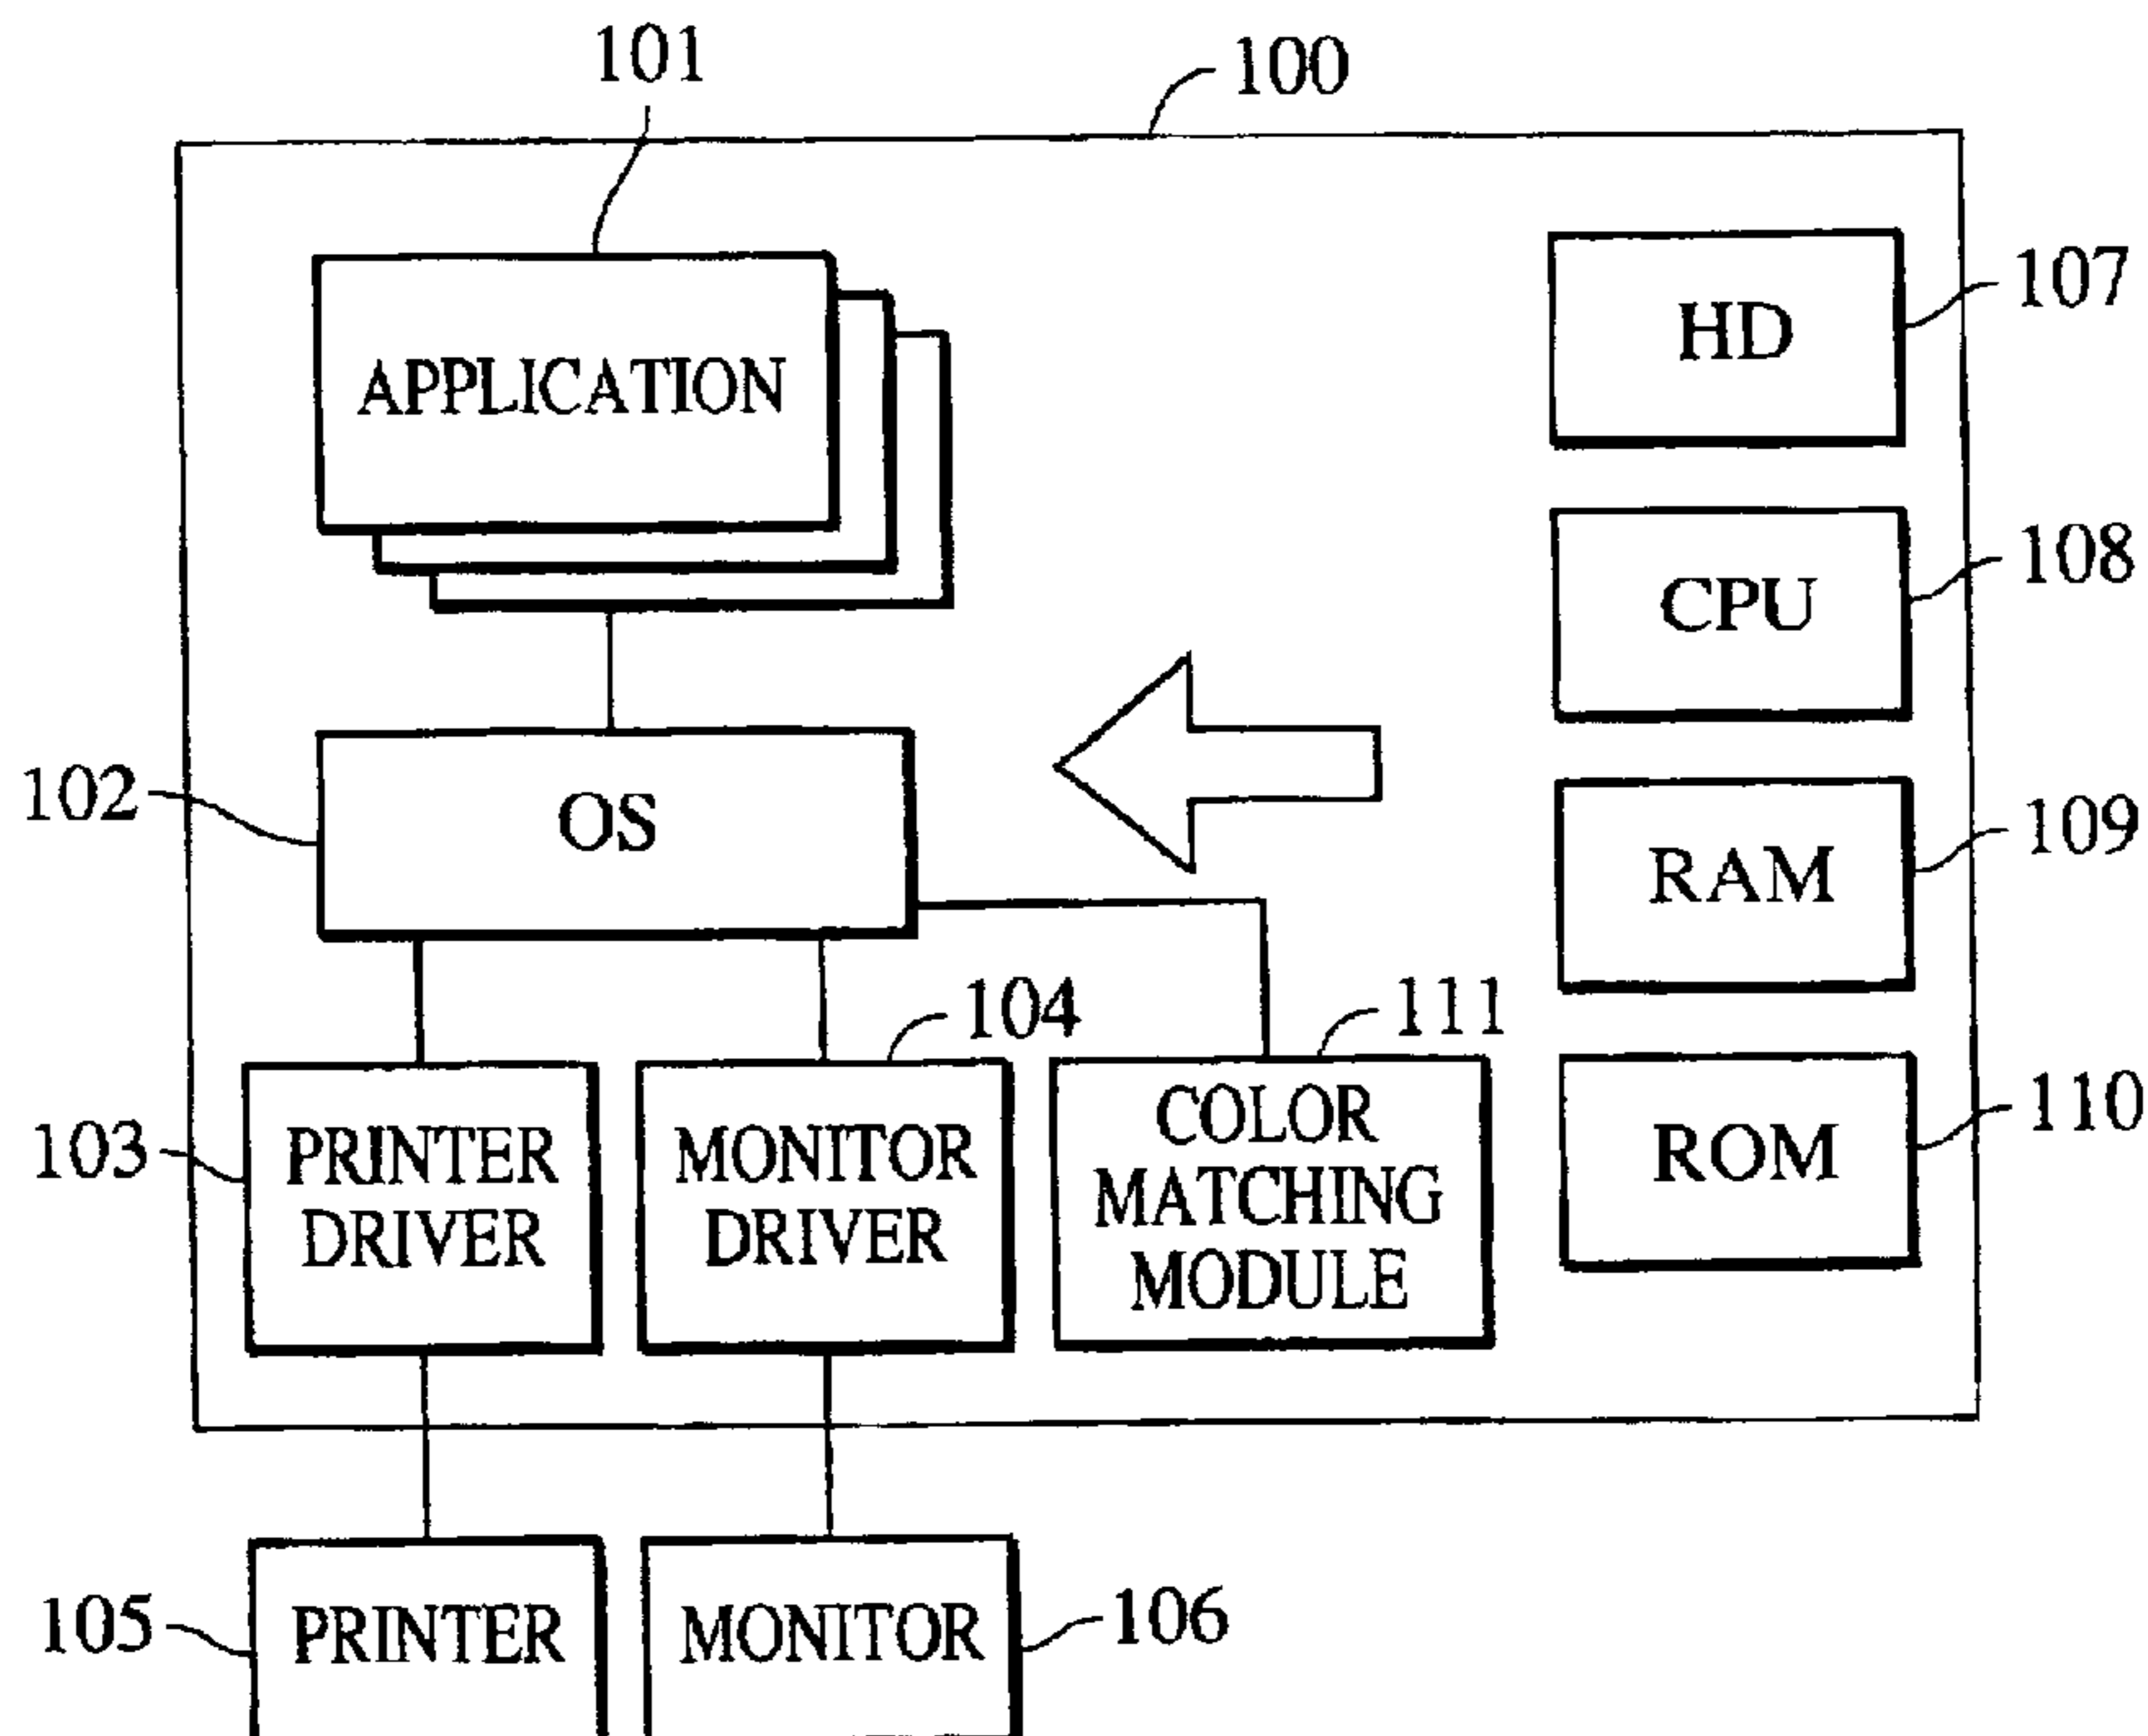 101
100
APPLICATION
HD
107
CPU
108
102
OS
RAM
109
104
111
103
PRINTER
DRIVER
MONITOR
DRIVER
COLOR
MATCHING
MODULE
ROM
110
105
PRINTER
MONITOR
106